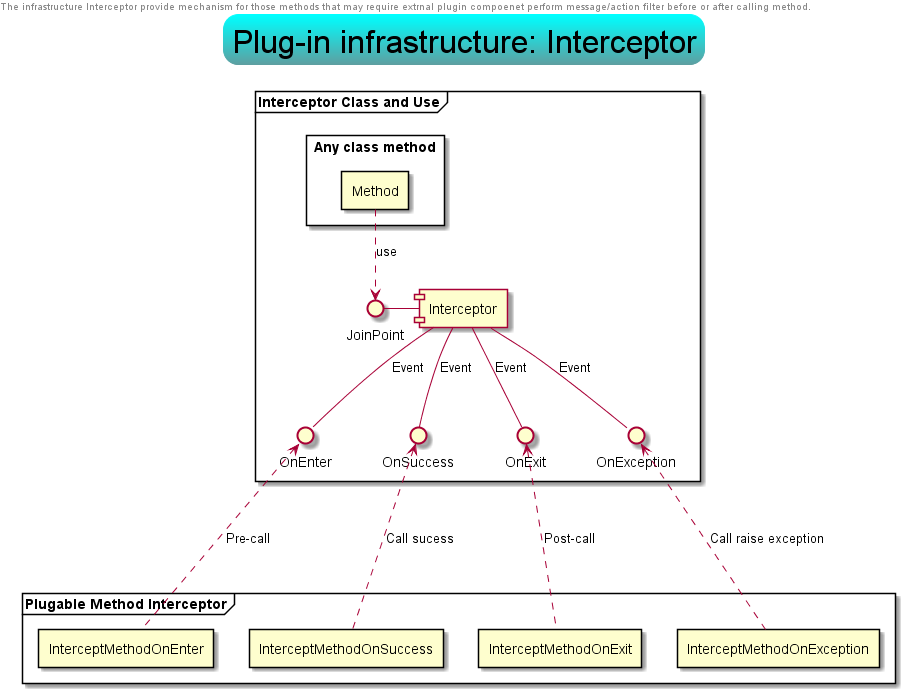 The infrastructure Interceptor provide mechanism for those methods that may require extrnal plugin compoenet perform message/action filter before or after calling method.
Plug-in infrastructure: Interceptor
Interceptor Class and Use
Any class method
Method
use
JoinPoint
Interceptor
Event
Event
Event
Event
OnEnter
OnSuccess
OnExit
OnException
Pre-call
Call sucess
Post-call
Call raise exception
Plugable Method Interceptor
InterceptMethodOnEnter
InterceptMethodOnSuccess
InterceptMethodOnExit
InterceptMethodOnException